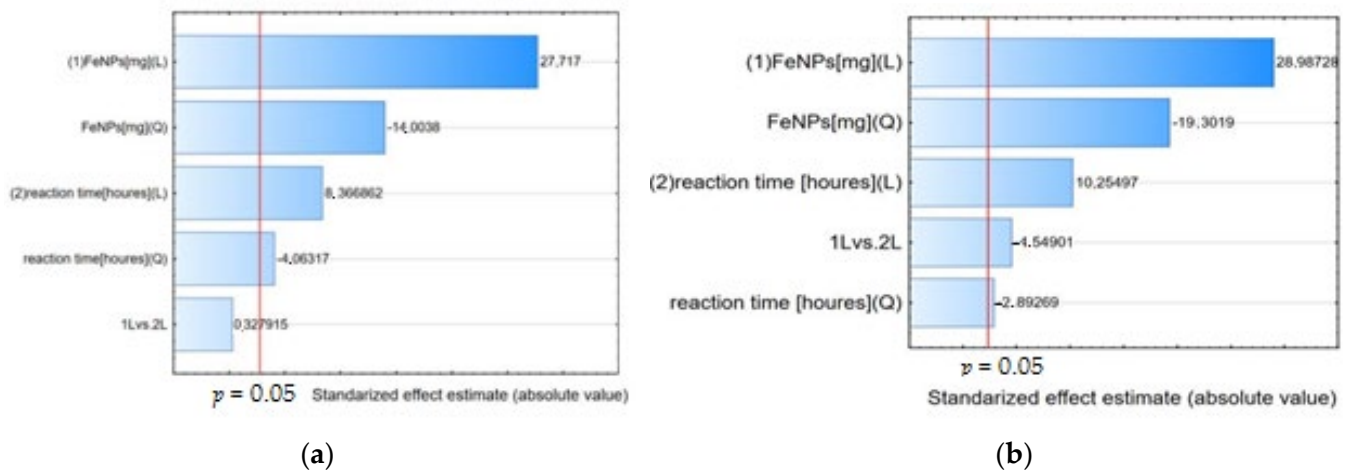 (1)FeNPs[mg](L)
27.717
FeNPs[mg](Q)
-14.0038
(2)reaction time[houres](L)
8.366862
reaction time[houres](Q)
-4.06317
1Lvs.2L
0.327915
p = 0.05
Standarized effect estimate (absolute value)
(a)
(1)FeNPs[mg](L)
28.98728
FeNPs[mg](Q)
-19.3019
(2)reaction time [houres](L)
10.25497
1Lvs.2L
-4.54901
reaction time [houres](Q)
-2.89269
p = 0.05
Standarized effect estimate (absolute value)
(b)